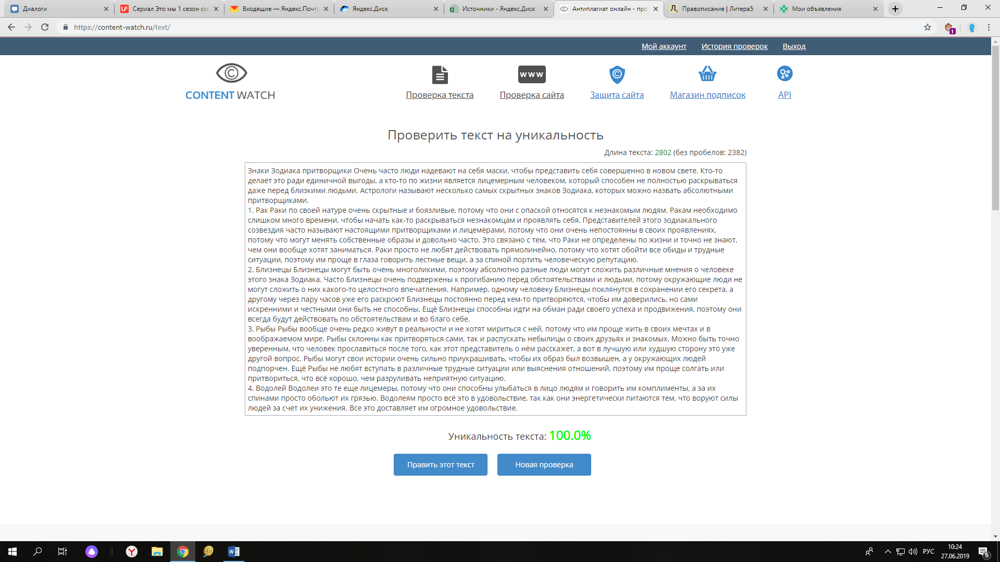 Диалоги
Сериал Это мы 1 сезон см
Входящие — Яндекс.Почта
Яндекс.Диск
Источники - Яндекс.Диск
Антиплагиат онлайн - про
Правописание | Литера5
Мои объявления
https://content-watch.ru/text/
1
Мой аккаунт История проверок Выход
CONTENT WATCH
www
Проверка текста Проверка сайта Защита сайта Магазин подписок API
Проверить текст на уникальность
Длина текста: 2802 (без пробелов: 2382)
Знаки Зодиака притворщики Очень часто люди надевают на себя маски, чтобы представить себя совершенно в новом свете. Кто-то
делает это ради единичной выгоды, а кто-то по жизни является лицемерным человеком, который способен не полностью раскрываться
даже перед близкими людьми. Астрологи называют несколько самых скрытных знаков Зодиака, которых можно назвать абсолютными
притворщиками.
1. Рак Раки по своей натуре очень скрытные и боязливые, потому что они с опаской относятся к незнакомым людям. Ракам необходимо
слишком много времени, чтобы начать как-то раскрываться незнакомцам и проявлять себя. Представителей этого зодиакального
созвездия часто называют настоящими притворщиками и лицемерами, потому что они очень непостоянны в своих проявлениях,
потому что могут менять собственные образы и довольно часто. Это связано с тем, что Раки не определены по жизни и точно не знают,
чем они вообще хотят заниматься. Раки просто не любят действовать прямолинейно, потому что хотят обойти все обиды и трудные
ситуации, поэтому им проще в глаза говорить лестные вещи, а за спиной портить человеческую репутацию.
2. Близнецы Близнецы могут быть очень многоликими, поэтому абсолютно разные люди могут сложить различные мнения о человеке
этого знака Зодиака. Часто Близнецы очень подвержены к прогибанию перед обстоятельствами и людьми, потому окружающие люди не
могут сложить о них какого-то целостного впечатления. Например, одному человеку Близнецы поклянутся в сохранении его секрета, а
другому через пару часов уже его раскроют Близнецы постоянно перед кем-то притворяются, чтобы им доверились, но сами
искренними и честными они быть не способны. Ещё Близнецы способны идти на обман ради своего успеха и продвижения, поэтому они
всегда будут действовать по обстоятельствам и во благо себе.
3. Рыбы Рыбы вообще очень редко живут в реальности и не хотят мириться с ней, потому что им проще жить в своих мечтах и в
воображаемом мире. Рыбы склонны как притворяться сами, так и распускать небылицы о своих друзьях и знакомых. Можно быть точно
уверенным, что человек прославиться после того, как этот представитель о нём расскажет, а вот в лучшую или худшую сторону это уже
другой вопрос. Рыбы могут свои истории очень сильно приукрашивать, чтобы их образ был возвышен, а у окружающих людей
подпорчен. Ещё Рыбы не любят вступать в различные трудные ситуации или выяснения отношений, поэтому им проще солгать или
притвориться, что всё хорошо, чем разруливать неприятную ситуацию.
4. Водолей Водолеи это те еще лицемеры, потому что они способны улыбаться в лицо людям и говорить им комплименты, а за их
спинами просто обольют их грязью. Водолеям просто всё это в удовольствие, так как они энергетически питаются тем, что воруют силы
людей за счет их унижения. Все это доставляет им огромное удовольствие.
Уникальность текста: 100.0%
Править этот текст Новая проверка
РУС
10:24
27.06.2019
6